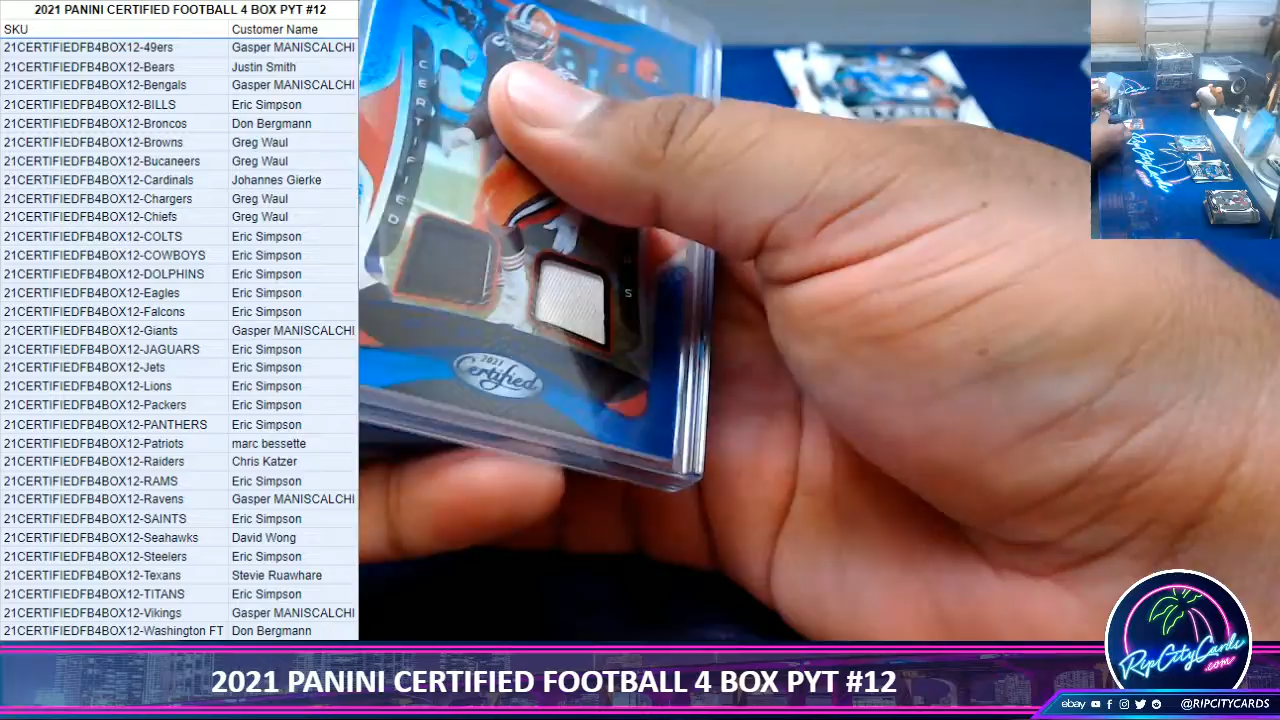 2021 PANINI CERTIFIED FOOTBALL 4 BOX PYT #12
SKU Customer Name
21CERTIFIEDFB4BOX12-49ers Gasper MANISCALCHI
21CERTIFIEDFB4BOX12-Bears Justin Smith
21CERTIFIEDFB4BOX12-Bengals Gasper MANISCALCHI
21CERTIFIEDFB4BOX12-BILLS Eric Simpson
21CERTIFIEDFB4BOX12-Broncos Don Bergmann
21CERTIFIEDFB4BOX12-Browns Greg Waul
21CERTIFIEDFB4BOX12-Bucaneers Greg Waul
21CERTIFIEDFB4BOX12-Cardinals Johannes Gierke
21CERTIFIEDFB4BOX12-Chargers Greg Waul
21CERTIFIEDFB4BOX12-Chiefs Greg Waul
21CERTIFIEDFB4BOX12-COLTS Eric Simpson
21CERTIFIEDFB4BOX12-COWBOYS Eric Simpson
21CERTIFIEDFB4BOX12-DOLPHINS Eric Simpson
21CERTIFIEDFB4BOX12-Eagles Eric Simpson
21CERTIFIEDFB4BOX12-Falcons Eric Simpson
21CERTIFIEDFB4BOX12-Giants Gasper MANISCALCHI
21CERTIFIEDFB4BOX12-JAGUARS Eric Simpson
21CERTIFIEDFB4BOX12-Jets Eric Simpson
21CERTIFIEDFB4BOX12-Lions Eric Simpson
21CERTIFIEDFB4BOX12-Packers Eric Simpson
21CERTIFIEDFB4BOX12-PANTHERS Eric Simpson
21CERTIFIEDFB4BOX12-Patriots marc bessette
21CERTIFIEDFB4BOX12-Raiders Chris Katzer
21CERTIFIEDFB4BOX12-RAMS Eric Simpson
21CERTIFIEDFB4BOX12-Ravens Gasper MANISCALCHI
21CERTIFIEDFB4BOX12-SAINTS Eric Simpson
21CERTIFIEDFB4BOX12-Seahawks David Wong
21CERTIFIEDFB4BOX12-Steelers Eric Simpson
21CERTIFIEDFB4BOX12-Texans Stevie Ruawhare
21CERTIFIEDFB4BOX12-TITANS Eric Simpson
21CERTIFIEDFB4BOX12-Vikings Gasper MANISCALCHI
21CERTIFIEDFB4BOX12-Washington FT Don Bergmann
CERTIFIED
2021
Certified
RipCityCards
.com
2021 PANINI CERTIFIED FOOTBALL 4 BOX PYT #12
ebay @RIPCITYCARDS